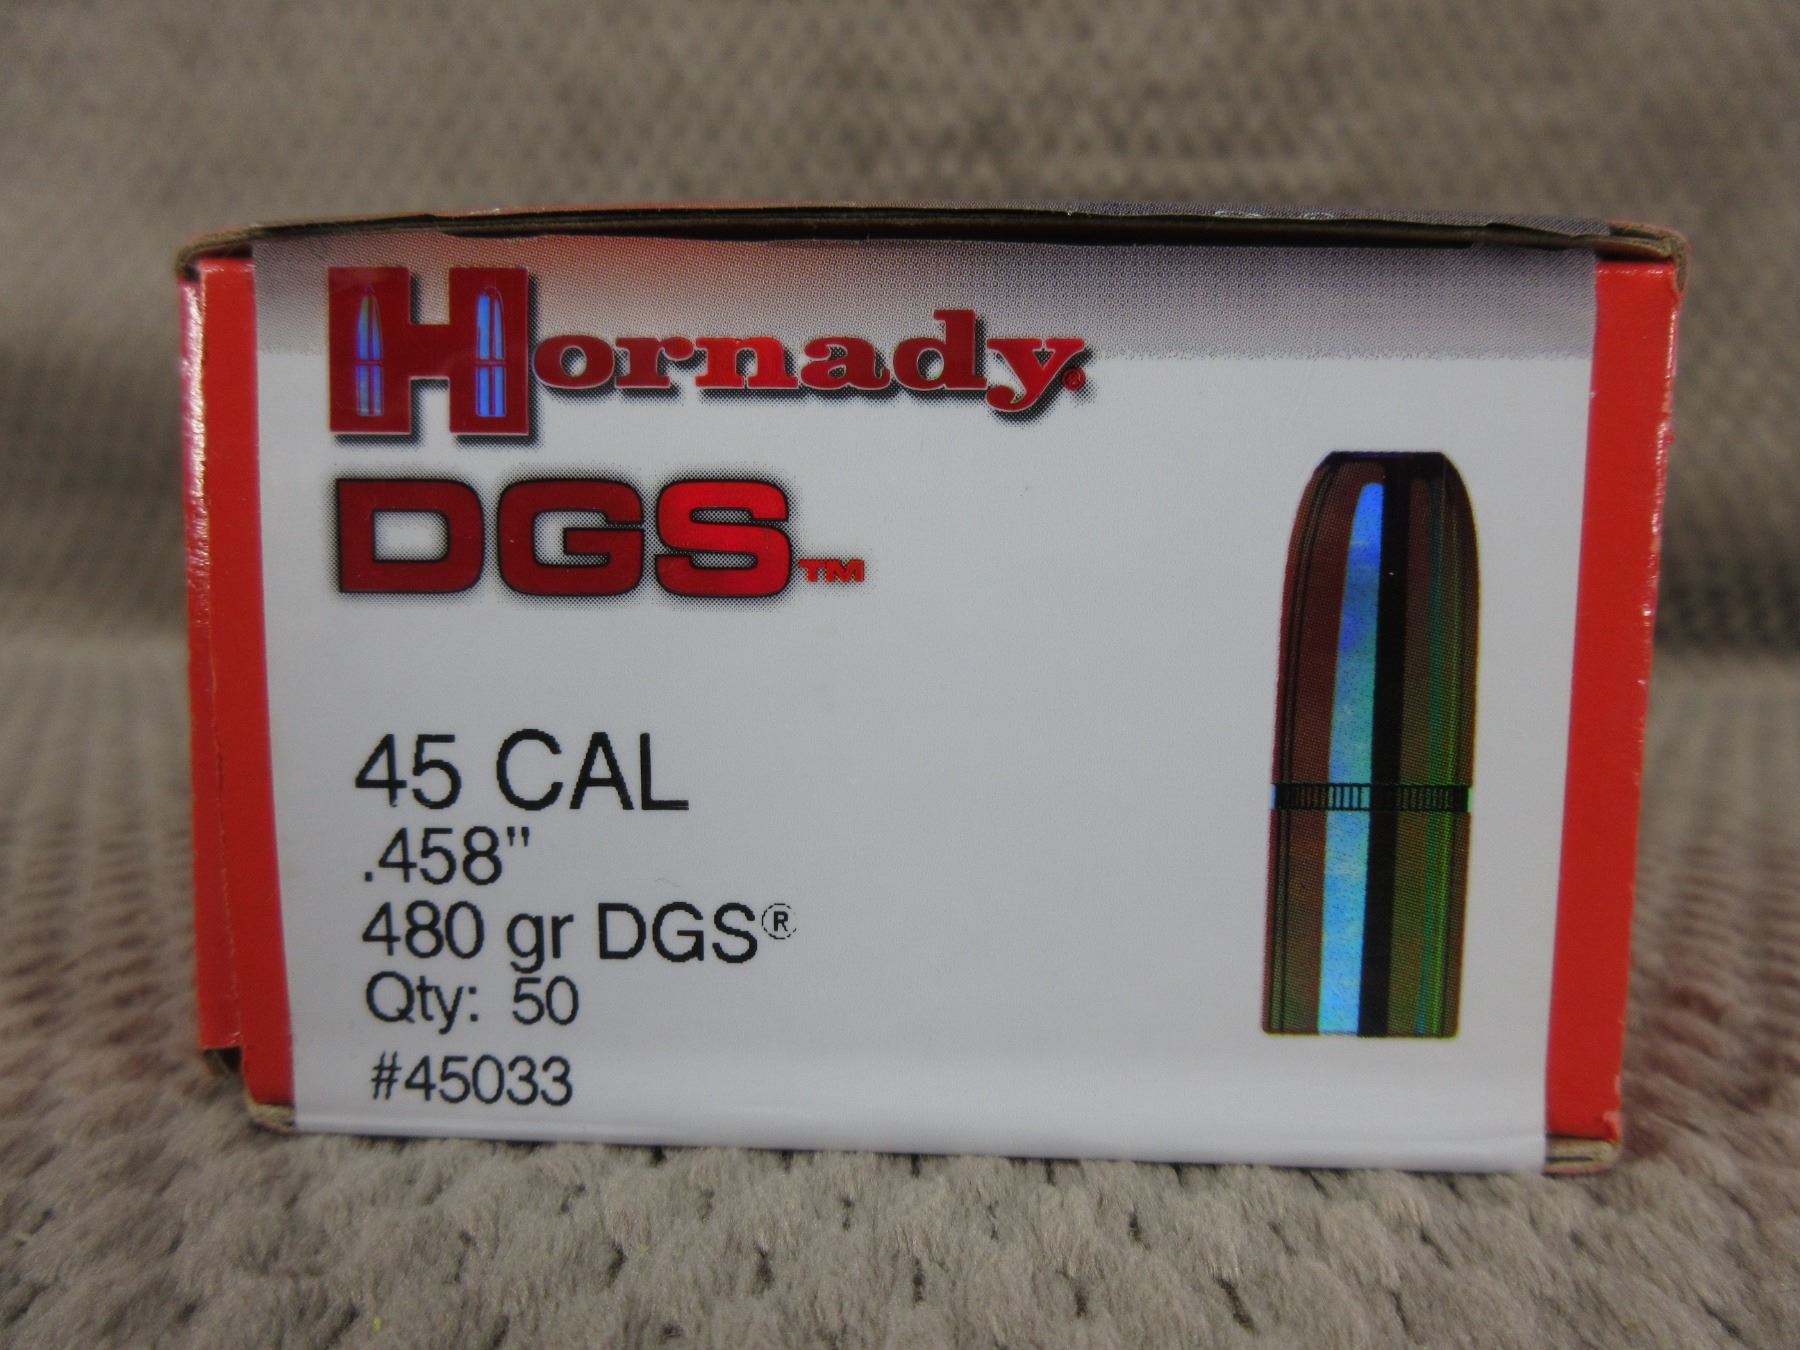 Hornady®
DGS™
45 CAL
.458"
480 gr DGS®
Qty: 50
#45033